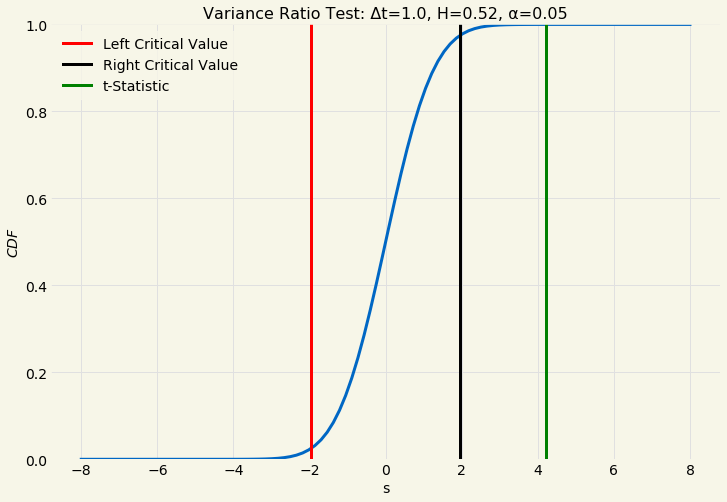 Variance Ratio Test: Δt=1.0, H=0.52, α=0.05
Left Critical Value
Right Critical Value
t-Statistic
1.0
0.8
0.6
0.4
0.2
0.0
CDF
−8 −6 −4 −2 0 2 4 6 8
s